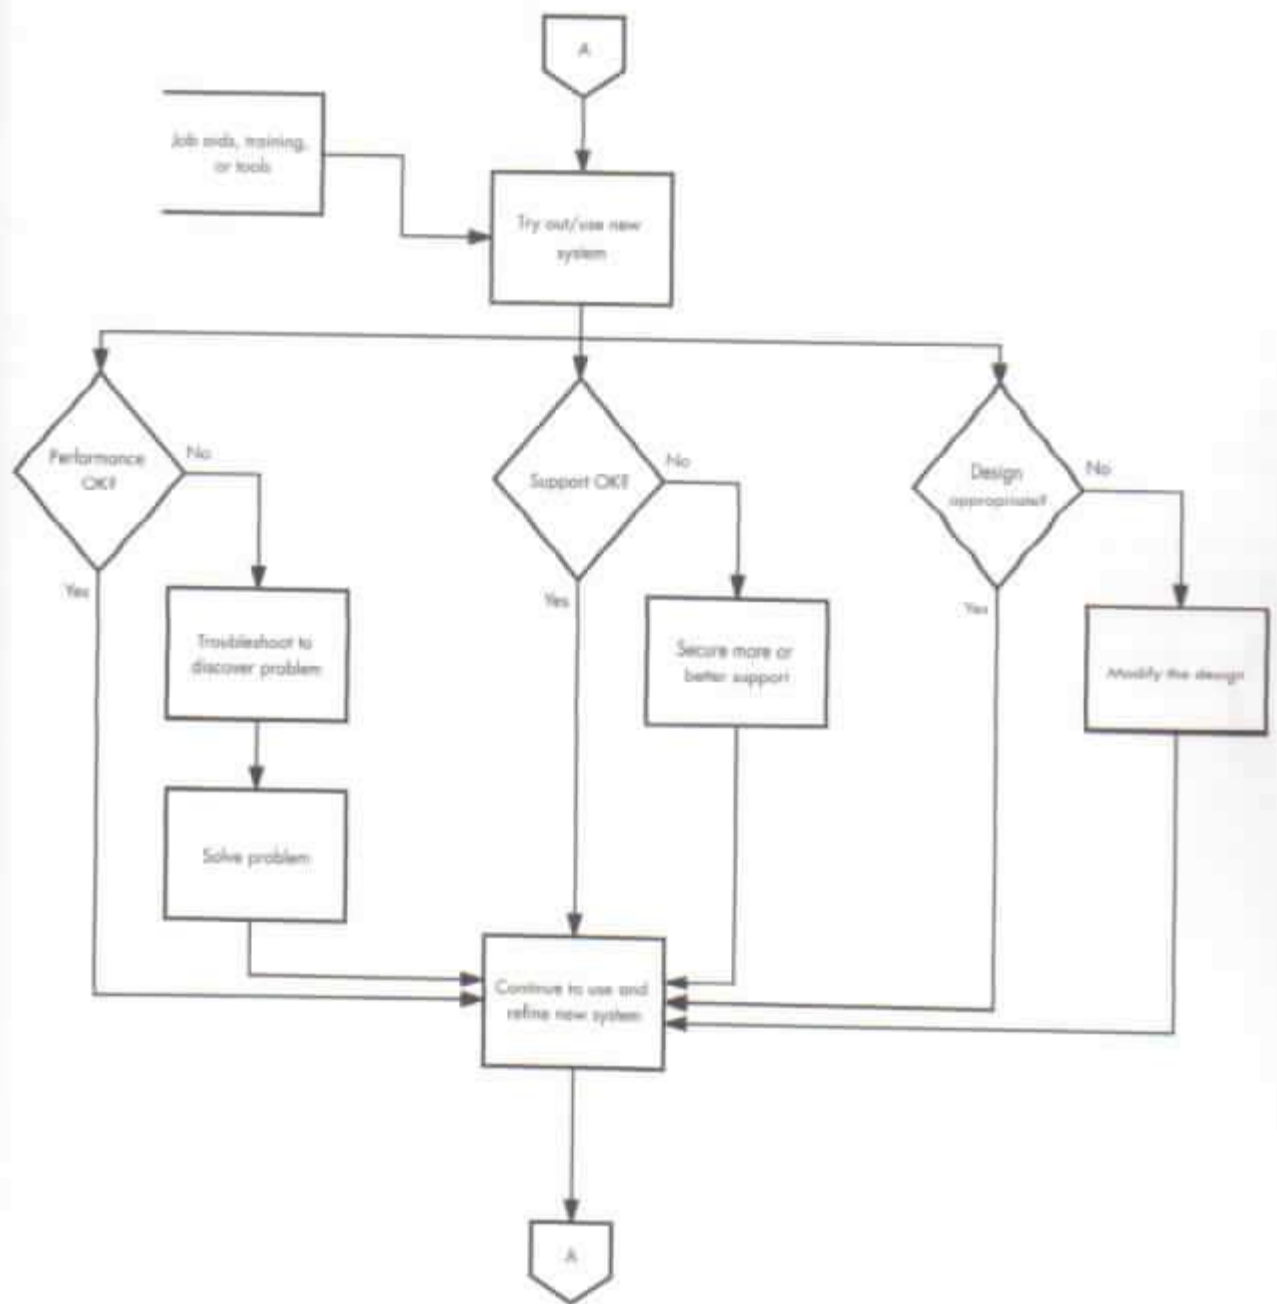 A
Job aids, training,
or tools
Try out/use new
system
Performance
OK?
No
Yes
Support OK?
No
Yes
Design
appropriate?
No
Yes
Troubleshoot to
discover problem
Secure more or
better support
Modify the design
Solve problem
Continue to use and
refine new system
A